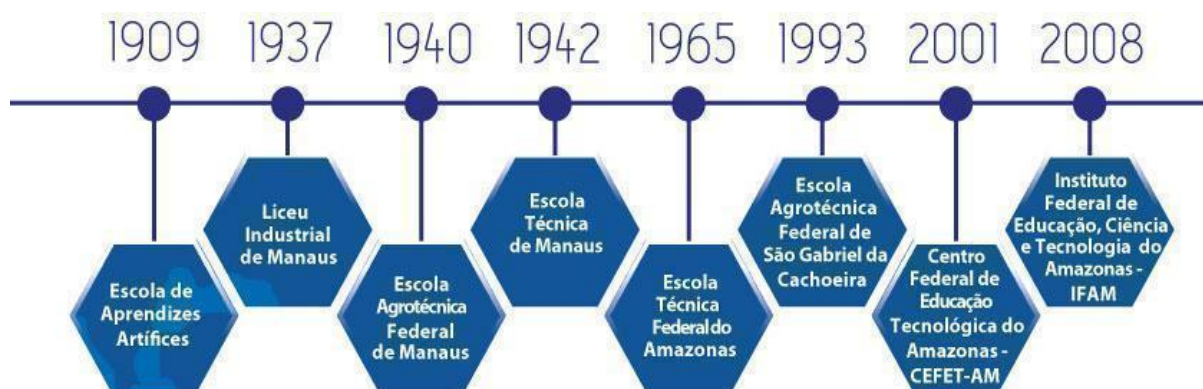 1909 1937 1940 1942 1965 1993 2001 2008
Escola de
Aprendizes
Artífices
Liceu
Industrial
de Manaus
Escola
Agrotécnica
Federal
de Manaus
Escola
Técnica
de Manaus
Escola
Técnica
Federal do
Amazonas
Escola
Agrotécnica
Federal de
São Gabriel da
Cachoeira
Centro
Federal de
Educação
Tecnológica do
Amazonas -
CEFET-AM
Instituto
Federal de
Educação, Ciência
e Tecnologia do
Amazonas -
IFAM